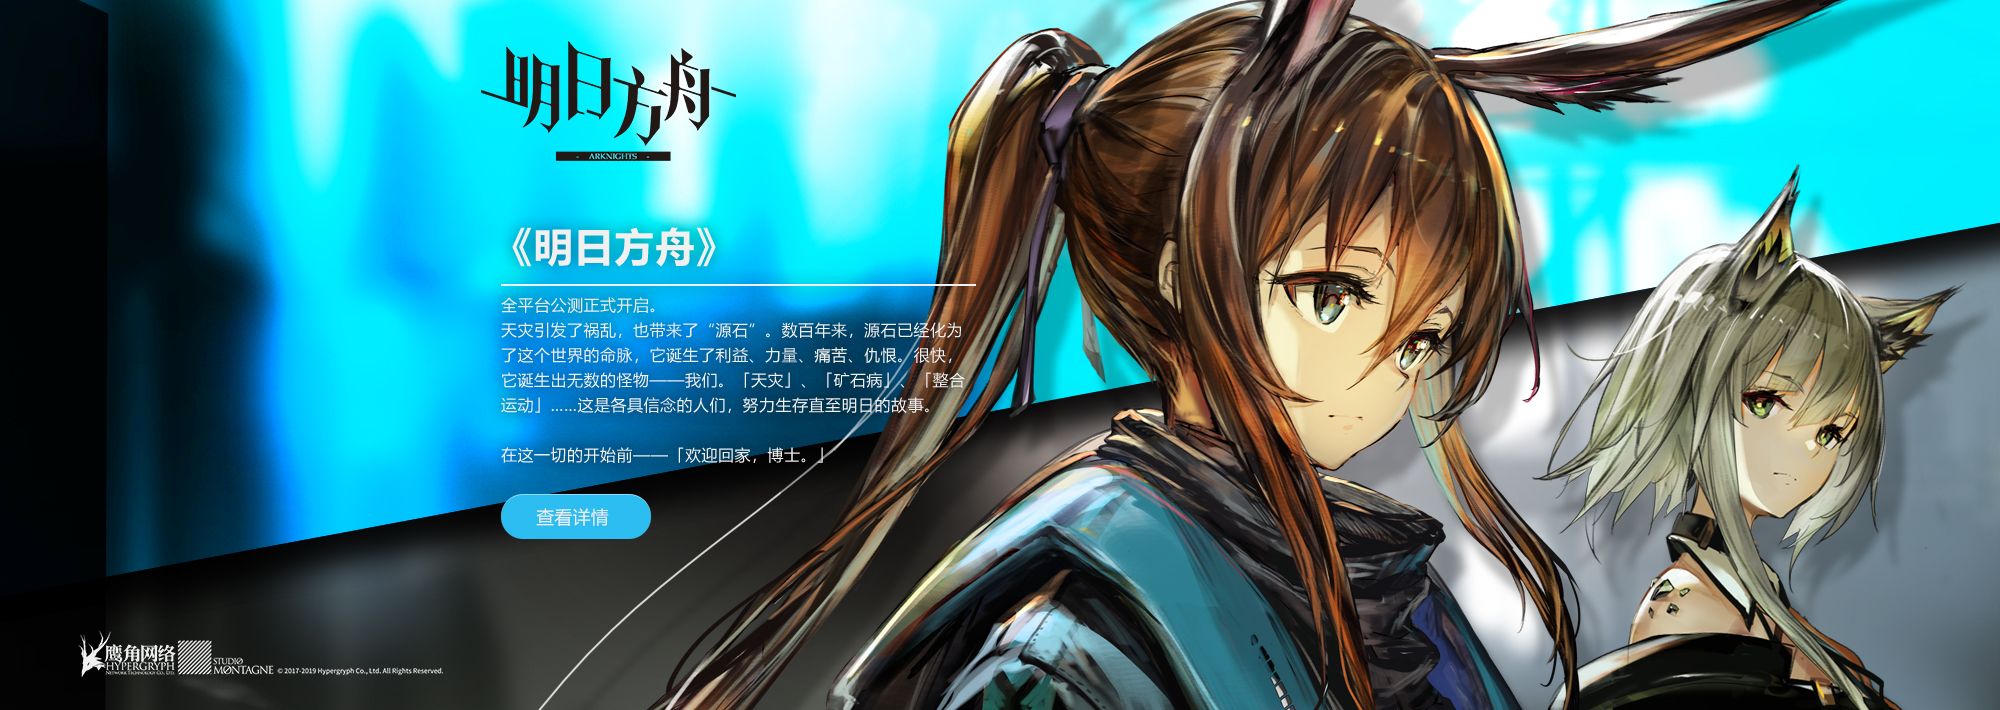 明日方舟
- ARKNIGHTS -
《明日方舟》
全平台公测正式开启。
天灾引发了祸乱，也带来了“源石”。数百年来，源石已经化为
了这个世界的命脉，它诞生了利益、力量、痛苦、仇恨。很快，
它诞生出无数的怪物——我们。「天灾」、「矿石病」、「整合
运动」……这是各具信念的人们，努力生存直至明日的故事。
在这一切的开始前——「欢迎回家，博士。」
查看详情
鹰角网络
HYPERGRYPH
NETWORK TECHNOLOGY CO., LTD.
STUDIO
MØNTAGNE
© 2017-2019 Hypergryph Co., Ltd. All Rights Reserved.